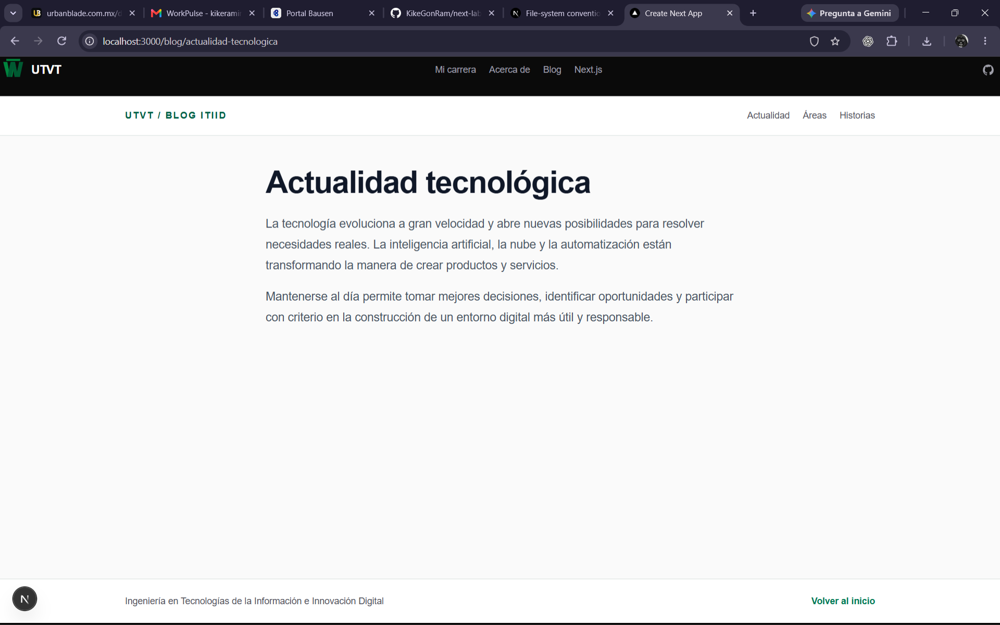 urbanblade.com.mx/d
WorkPulse - kikeramir
Portal Bausen
KikeGonRam/next-lab
File-system conventio
Create Next App
Pregunta a Gemini
localhost:3000/blog/actualidad-tecnologica
UTVT
Mi carrera
Acerca de
Blog
Next.js
UTVT / BLOG ITIID
Actualidad
Áreas
Historias
Actualidad tecnológica
La tecnología evoluciona a gran velocidad y abre nuevas posibilidades para resolver
necesidades reales. La inteligencia artificial, la nube y la automatización están
transformando la manera de crear productos y servicios.
Mantenerse al día permite tomar mejores decisiones, identificar oportunidades y participar
con criterio en la construcción de un entorno digital más útil y responsable.
N
Ingeniería en Tecnologías de la Información e Innovación Digital
Volver al inicio